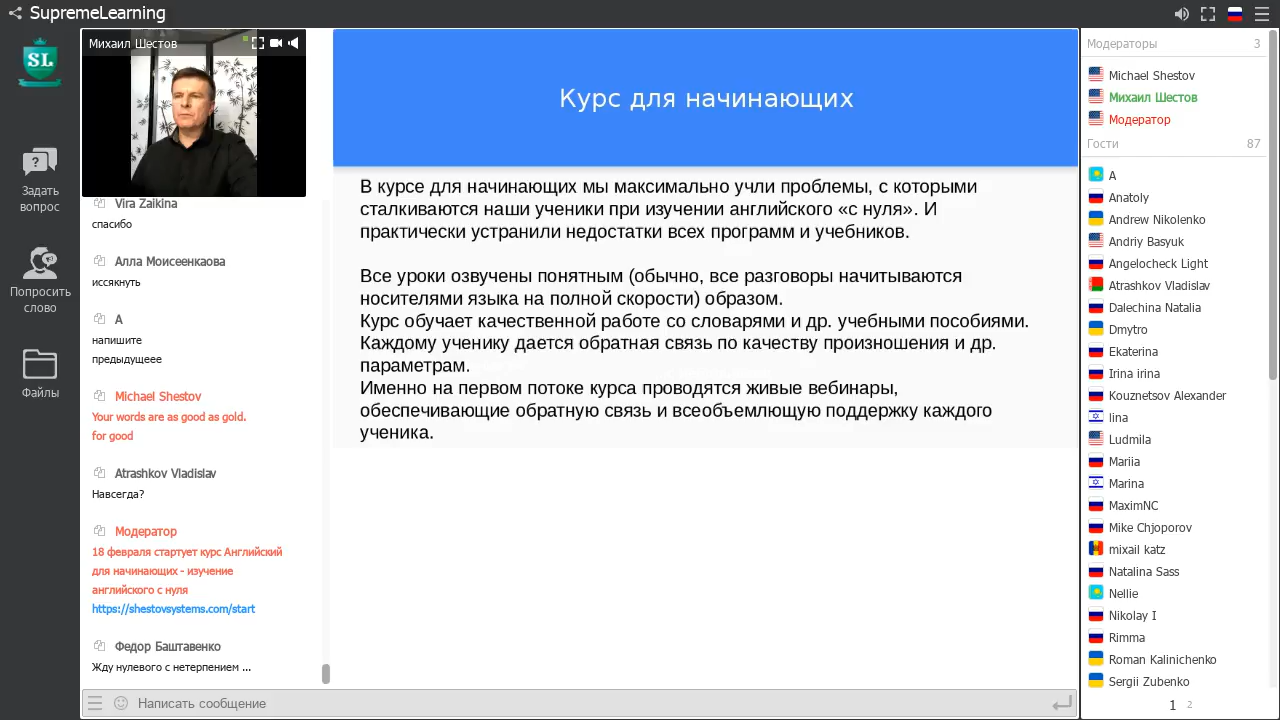 SupremeLearning
SL
Задать
вопрос
Попросить
слово
Файлы
Михаил Шестов
Vira Zaikina
спасибо
Алла Моисеенкаова
иссякнуть
A
напишите
предыдущеее
Michael Shestov
Your words are as good as gold.
for good
Atrashkov Vladislav
Навсегда?
Модератор
18 февраля стартует курс Английский
для начинающих - изучение
английского с нуля
https://shestovsystems.com/start
Федор Баштавенко
Жду нулевого с нетерпением ...
Написать сообщение
Курс для начинающих
В курсе для начинающих мы максимально учли проблемы, с которыми
сталкиваются наши ученики при изучении английского «с нуля». И
практически устранили недостатки всех программ и учебников.
Все уроки озвучены понятным (обычно, все разговоры начитываются
носителями языка на полной скорости) образом.
Курс обучает качественной работе со словарями и др. учебными пособиями.
Каждому ученику дается обратная связь по качеству произношения и др.
параметрам.
Именно на первом потоке курса проводятся живые вебинары,
обеспечивающие обратную связь и всеобъемлющую поддержку каждого
ученика.
Модераторы 3
Michael Shestov
Михаил Шестов
Модератор
Гости 87
A
Anatoly
Andrew Nikolenko
Andriy Basyuk
Angelocheck Light
Atrashkov Vladislav
Dalechina Natalia
Dmytro
Ekaterina
Irina irina
Kouznetsov Alexander
lina
Ludmila
Mariia
Marina
MaximNC
Mike Chjoporov
mixail katz
Natalina Sass
Nellie
Nikolay I
Rimma
Roman Kalinichenko
Sergii Zubenko
1 2